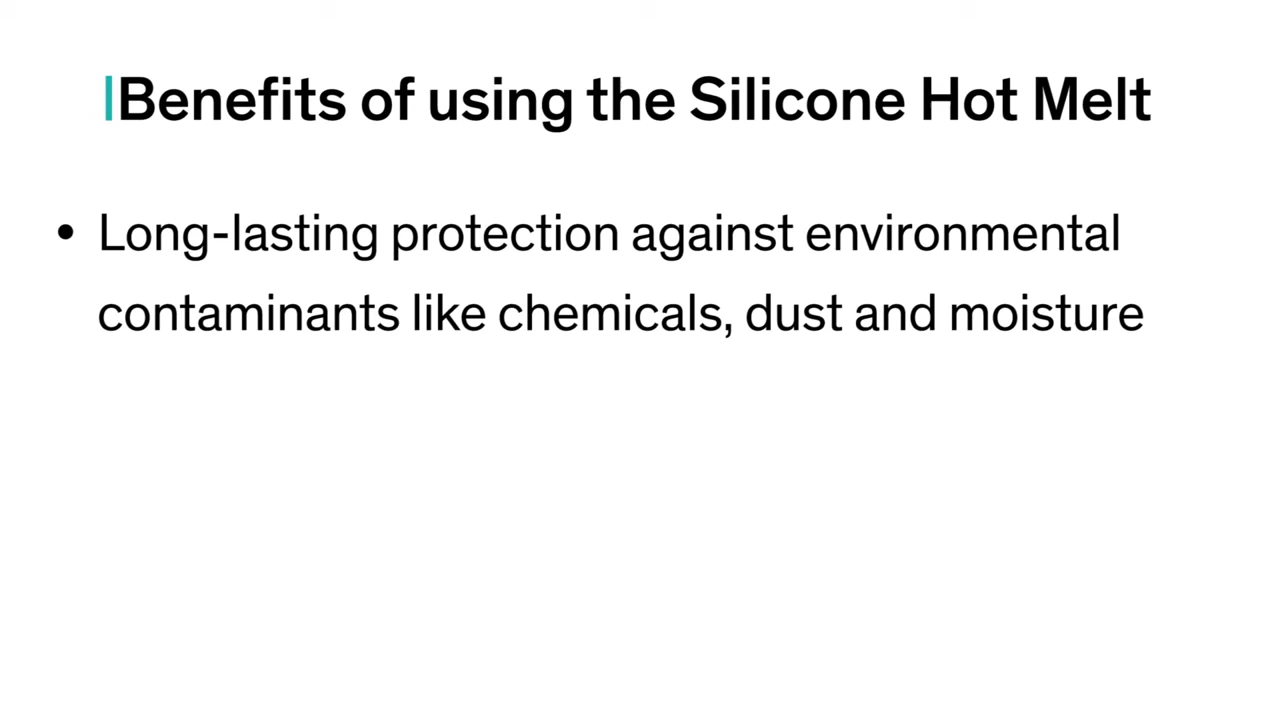 Benefits of using the Silicone Hot Melt
• Long-lasting protection against environmental
contaminants like chemicals, dust and moisture